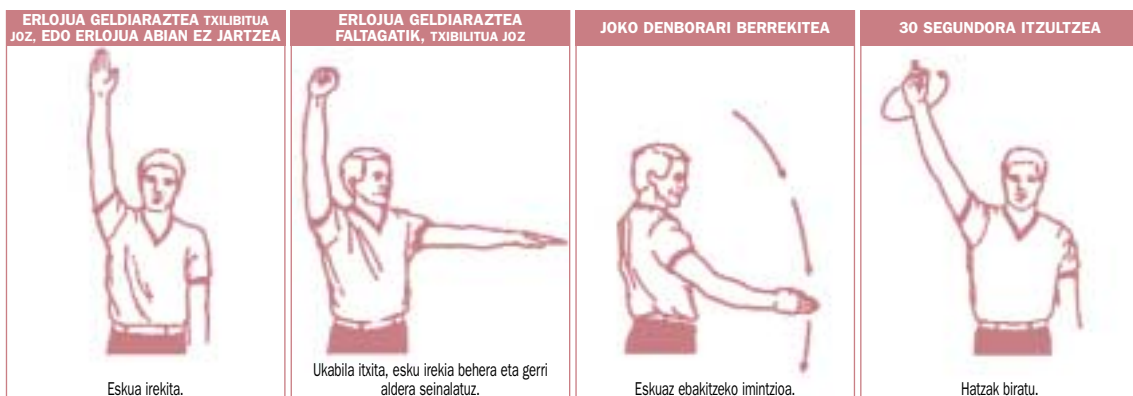 ERLOJUA GELDIARAZTEA TXILIBITUA
JOZ, EDO ERLOJUA ABIAN EZ JARTZEA
ERLOJUA GELDIARAZTEA
FALTAGATIK, TXIBILITUA JOZ
JOKO DENBORARI BERREKITEA
30 SEGUNDORA ITZULTZEA
Eskua irekita.
Ukabila itxita, esku irekia behera eta gerri
aldera seinalatuz.
Eskuaz ebakitzeko imintzioa.
Hatzak biratu.